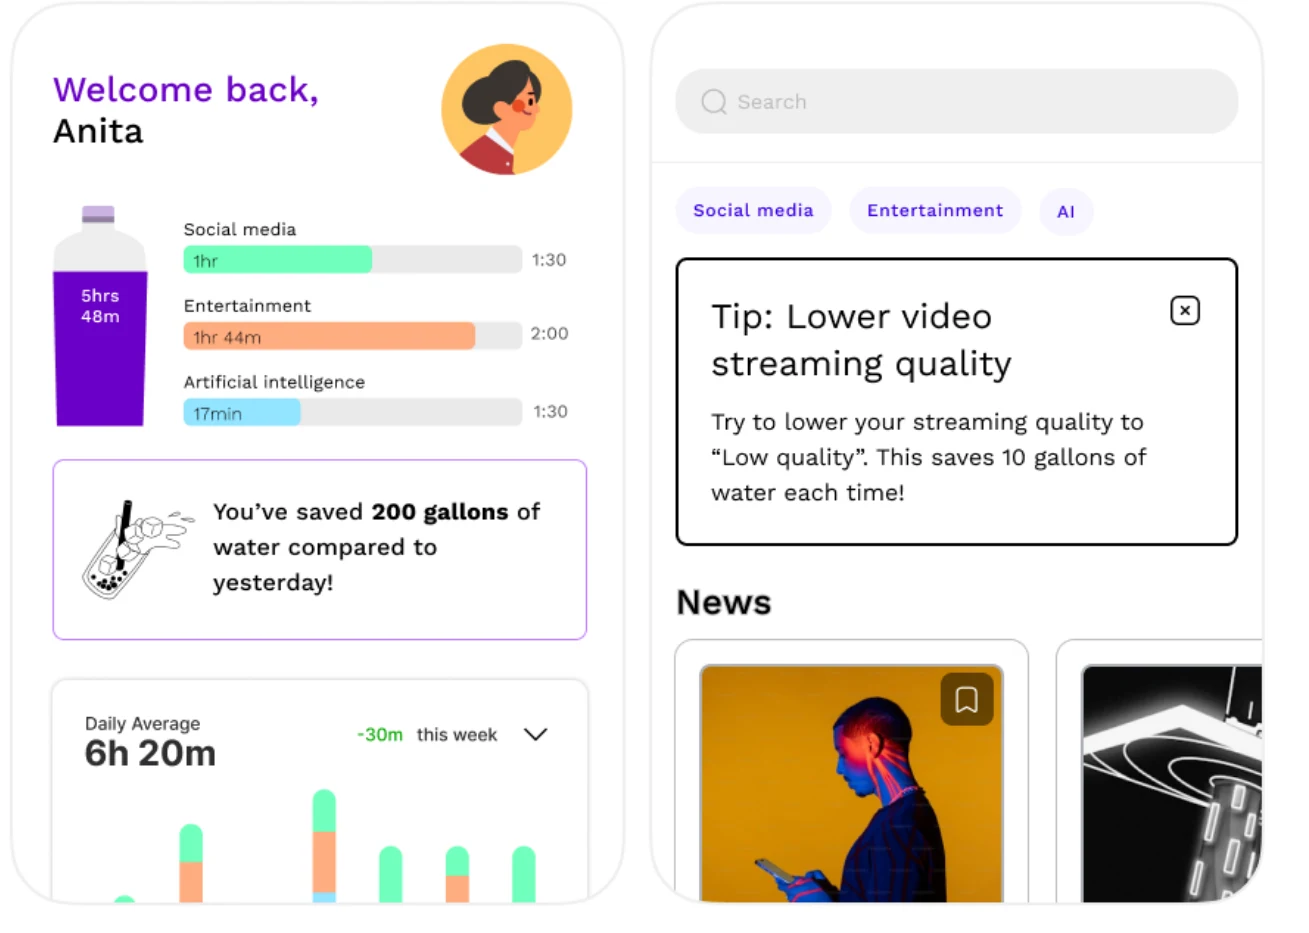 Welcome back,
Anita
5hrs
48m
Social media
1hr
1:30
Entertainment
1hr 44m
2:00
Artificial intelligence
17min
1:30
You’ve saved 200 gallons of
water compared to
yesterday!
Daily Average
6h 20m
-30m this week
Search
Social media
Entertainment
AI
Tip: Lower video
streaming quality
Try to lower your streaming quality to
“Low quality”. This saves 10 gallons of
water each time!
News